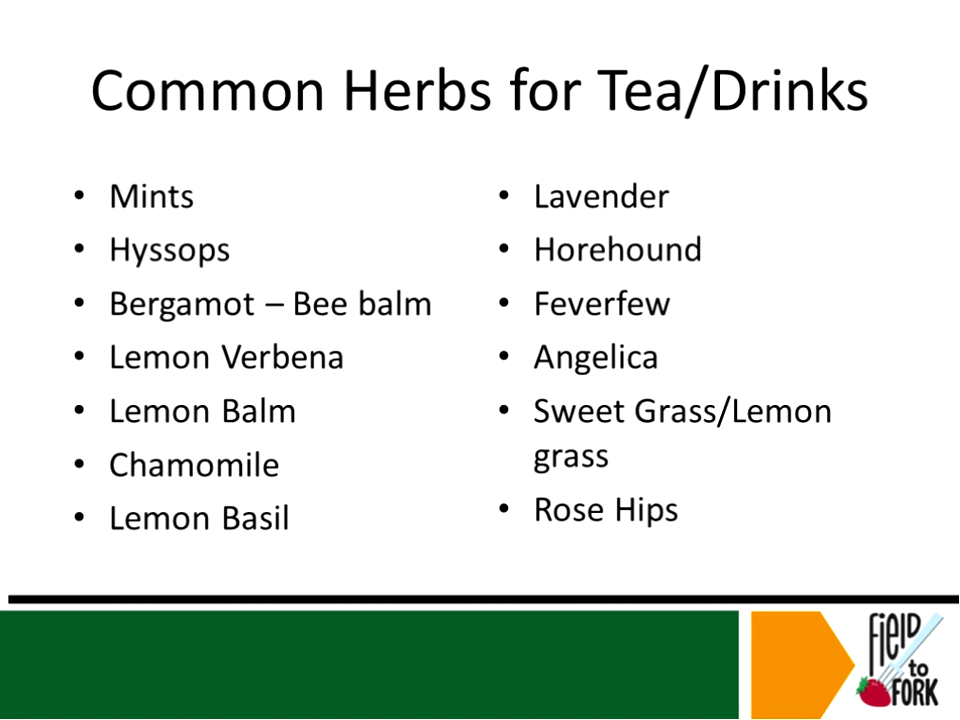 Common Herbs for Tea/Drinks
• Mints
• Hyssops
• Bergamot – Bee balm
• Lemon Verbena
• Lemon Balm
• Chamomile
• Lemon Basil
• Lavender
• Horehound
• Feverfew
• Angelica
• Sweet Grass/Lemon
grass
• Rose Hips
FiElD
to
FORK